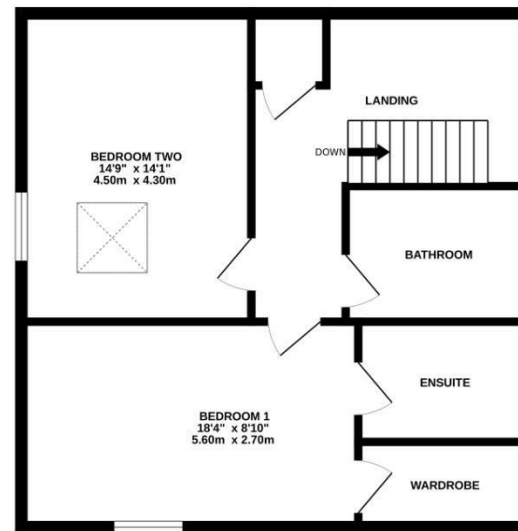 LANDING
DOWN
BEDROOM TWO
14'9" x 14'1"
4.50m x 4.30m
BATHROOM
ENSUITE
BEDROOM 1
18'4" x 8'10"
5.60m x 2.70m
WARDROBE